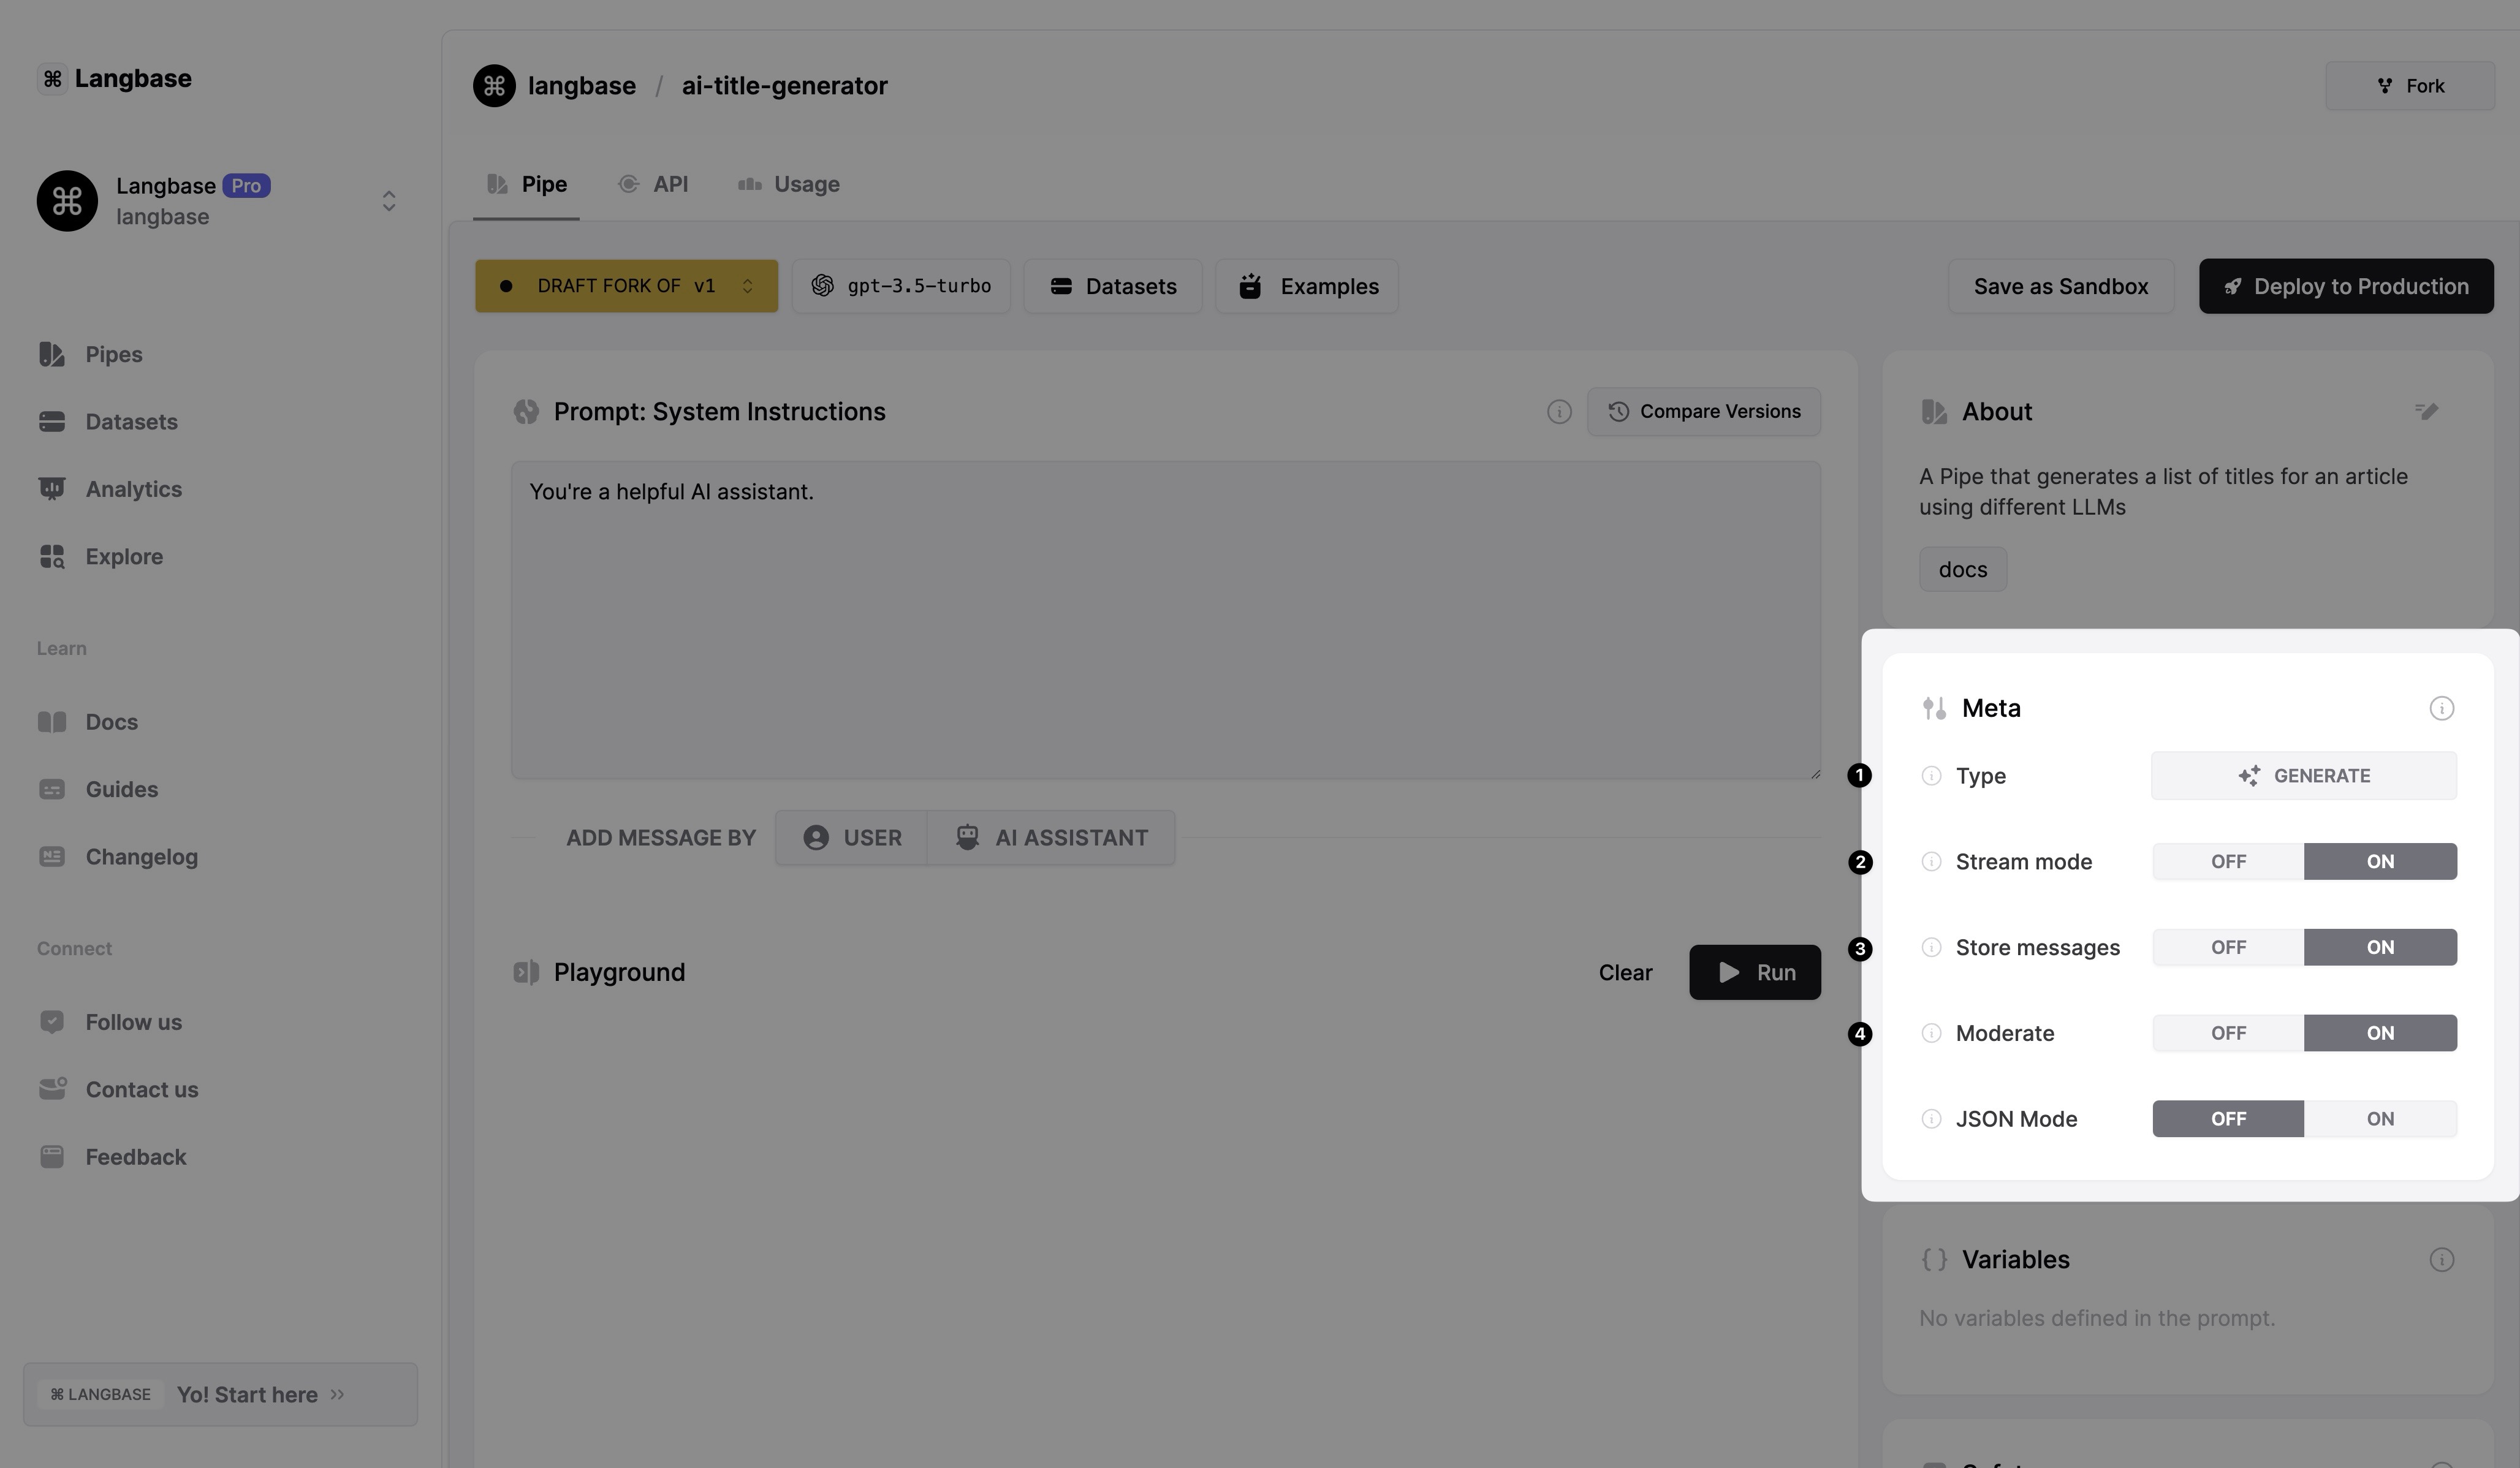 ⌘ Langbase
langbase / ai-title-generator
Fork
Langbase Pro
langbase
Pipe
API
Usage
DRAFT FORK OF v1
gpt-3.5-turbo
Datasets
Examples
Save as Sandbox
Deploy to Production
Pipes
Datasets
Analytics
Explore
Learn
Docs
Guides
Changelog
Connect
Follow us
Contact us
Feedback
⌘ LANGBASE Yo! Start here
Prompt: System Instructions
Compare Versions
You're a helpful AI assistant.
ADD MESSAGE BY USER AI ASSISTANT
Playground
Clear
Run
About
A Pipe that generates a list of titles for an article
using different LLMs
docs
Meta
1 Type GENERATE
2 Stream mode OFF ON
3 Store messages OFF ON
4 Moderate OFF ON
JSON Mode OFF ON
{ } Variables
No variables defined in the prompt.